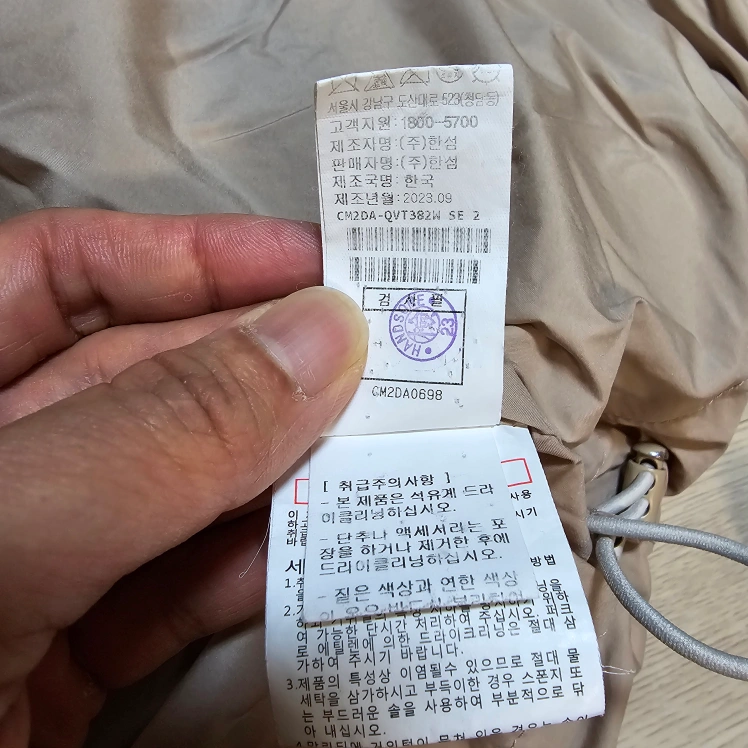 서울시 강남구 도산대로 523(청담동)
고객지원:1800-5700
제조자명:(주)한섬
판매자명:(주)한섬
제조국명: 한국
제조년월:2023.09
CM2DA-QVT382W SE 2
검 사 필
HANDSOME 23
CM2DA0698
[ 취급주의사항 ]
- 본 제품은 석유계 드라
이클리닝하십시오.
- 단추나 액세서리는 포
장을 하거나 제거한 후에
드라이클리닝하십시오.
- 짙은 색상과 연한 색상
사용
시기
방법
가능한 단시간 처리하여 주십시오. 퍼크
로 에틸렌에 의한 드라이크리닝은 절대 삼
가하여 주시기 바랍니다.
3.제품의 특성상 이염될수 있으므로 절대 물
세탁을 삼가하시고 부득이한 경우 스폰지 또
는 부드러운 솔을 사용하여 부분적으로 닦
아 내십시오.